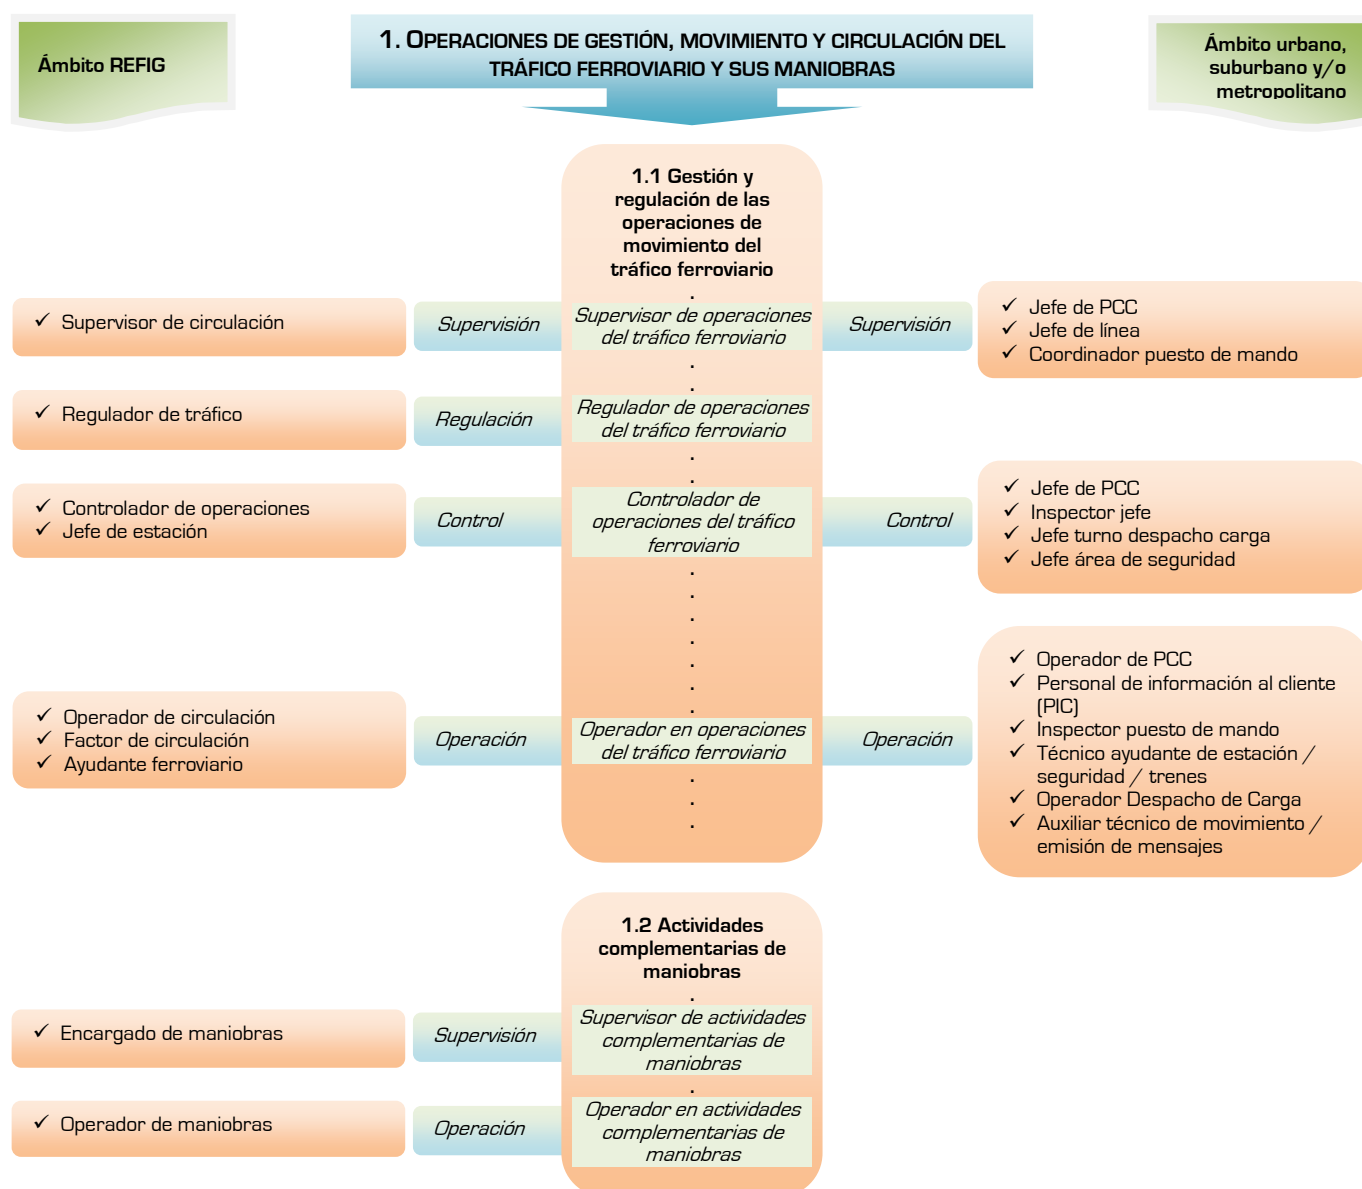 Ámbito REFIG
1. OPERACIONES DE GESTIÓN, MOVIMIENTO Y CIRCULACIÓN DEL
TRÁFICO FERROVIARIO Y SUS MANIOBRAS
Ámbito urbano,
suburbano y/o
metropolitano
1.1 Gestión y
regulación de las
operaciones de
movimiento del
tráfico ferroviario
.
✓ Supervisor de circulación
Supervisión
Supervisor de operaciones
del tráfico ferroviario
Supervisión
✓ Jefe de PCC
✓ Jefe de línea
✓ Coordinador puesto de mando
.
.
✓ Regulador de tráfico
Regulación
Regulador de operaciones
del tráfico ferroviario
.
.
✓ Controlador de operaciones
✓ Jefe de estación
Control
Controlador de
operaciones del tráfico
ferroviario
Control
✓ Jefe de PCC
✓ Inspector jefe
✓ Jefe turno despacho carga
✓ Jefe área de seguridad
.
.
.
.
.
.
.
✓ Operador de circulación
✓ Factor de circulación
✓ Ayudante ferroviario
Operación
Operador en operaciones
del tráfico ferroviario
Operación
✓ Operador de PCC
✓ Personal de información al cliente
(PIC)
✓ Inspector puesto de mando
✓ Técnico ayudante de estación /
seguridad / trenes
✓ Operador Despacho de Carga
✓ Auxiliar técnico de movimiento /
emisión de mensajes
.
.
.
1.2 Actividades
complementarias de
maniobras
.
✓ Encargado de maniobras
Supervisión
Supervisor de actividades
complementarias de
maniobras
.
✓ Operador de maniobras
Operación
Operador en actividades
complementarias de
maniobras